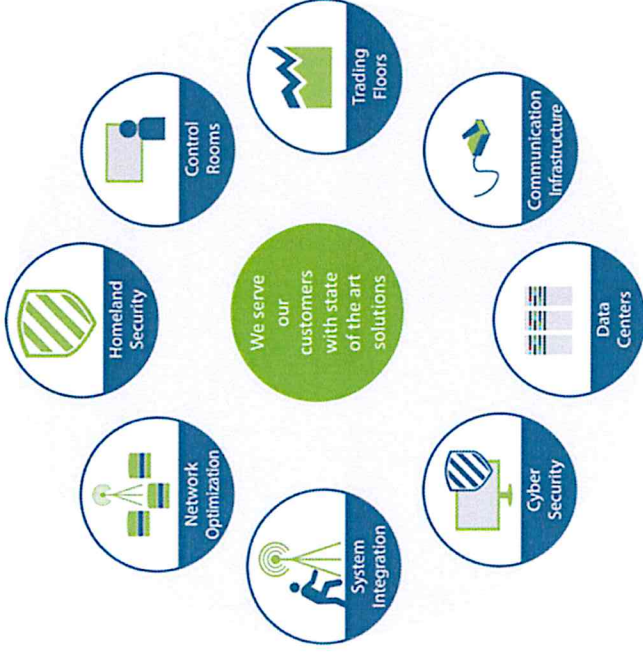 Homeland
Security
Control
Rooms
Trading
Floors
Communication
Infrastructure
Data
Centers
Cyber
Security
System
Integration
Network
Optimization
We serve
our
customers
with state
of the art
solutions